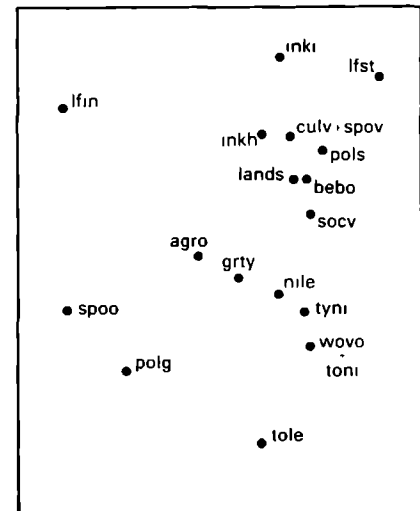 inki
lfst
lfin
inkh
culv + spov
pols
lands
bebo
socv
agro
grty
nile
spoo
tyni
wovo
+
toni
polg
tole